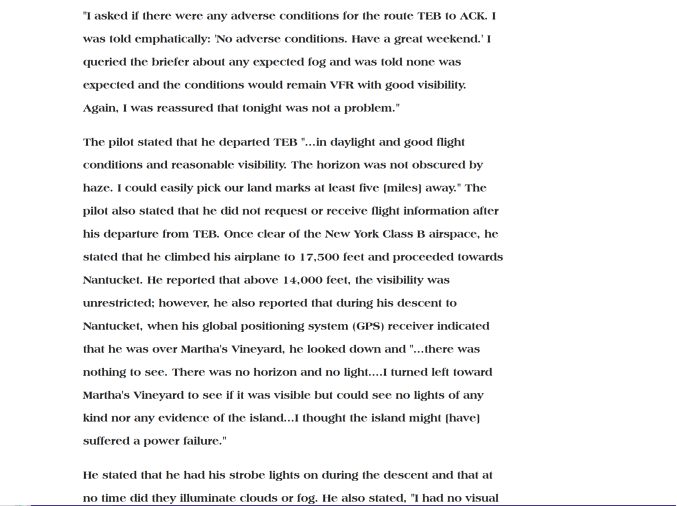 "I asked if there were any adverse conditions for the route TEB to ACK. I
was told emphatically: 'No adverse conditions. Have a great weekend.' I
queried the briefer about any expected fog and was told none was
expected and the conditions would remain VFR with good visibility.
Again, I was reassured that tonight was not a problem."
The pilot stated that he departed TEB "...in daylight and good flight
conditions and reasonable visibility. The horizon was not obscured by
haze. I could easily pick our land marks at least five [miles] away." The
pilot also stated that he did not request or receive flight information after
his departure from TEB. Once clear of the New York Class B airspace, he
stated that he climbed his airplane to 17,500 feet and proceeded towards
Nantucket. He reported that above 14,000 feet, the visibility was
unrestricted; however, he also reported that during his descent to
Nantucket, when his global positioning system (GPS) receiver indicated
that he was over Martha's Vineyard, he looked down and "...there was
nothing to see. There was no horizon and no light....I turned left toward
Martha's Vineyard to see if it was visible but could see no lights of any
kind nor any evidence of the island...I thought the island might [have]
suffered a power failure."
He stated that he had his strobe lights on during the descent and that at
no time did they illuminate clouds or fog. He also stated, "I had no visual